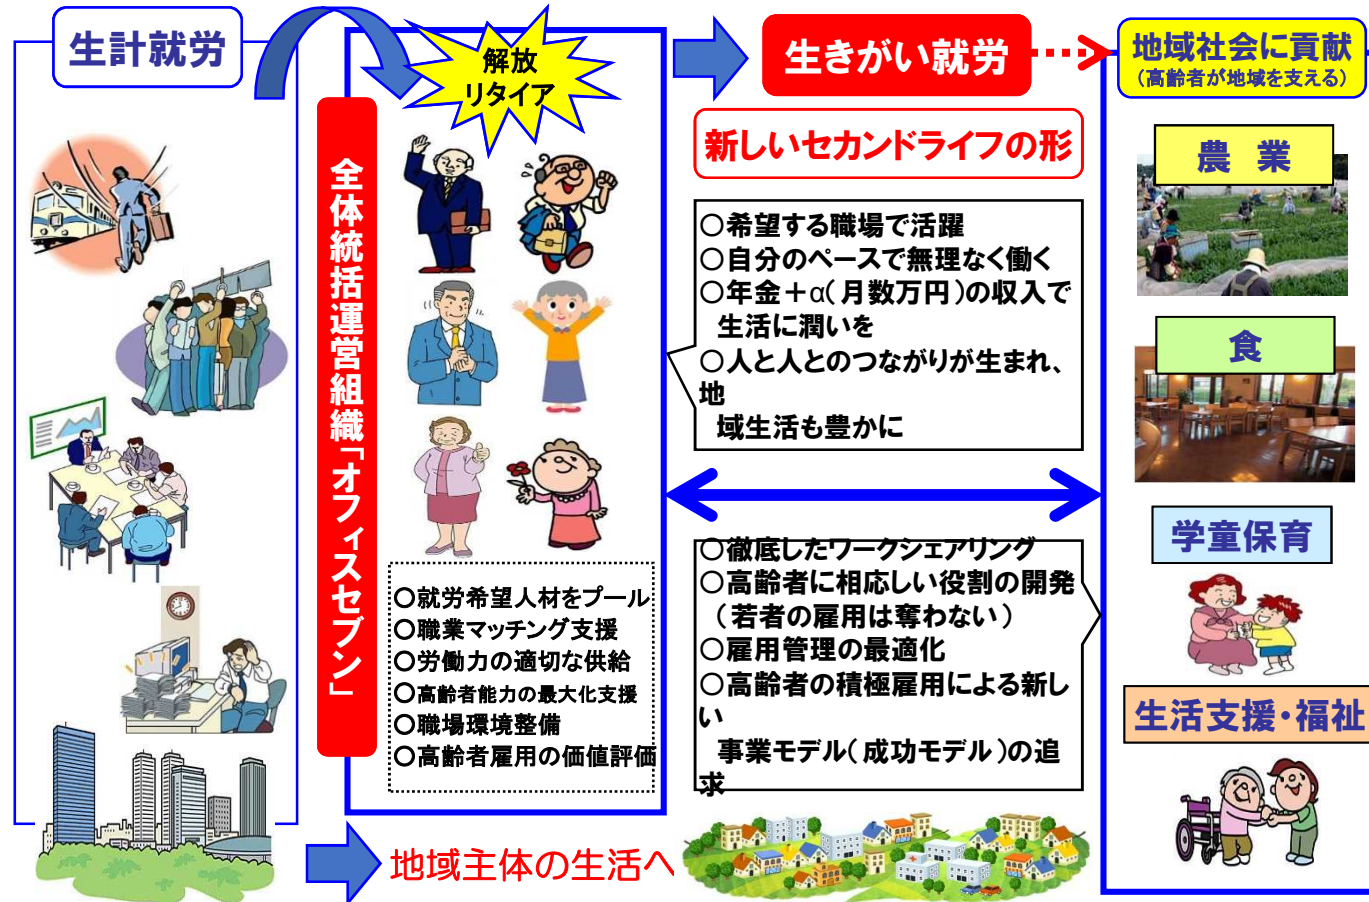 生計就労
解放
リタイア
全体統括運営組織「オフィスセブン」
○就労希望人材をプール
○職業マッチング支援
○労働力の適切な供給
○高齢者能力の最大化支援
○職場環境整備
○高齢者雇用の価値評価
地域主体の生活へ
生きがい就労
新しいセカンドライフの形
○希望する職場で活躍
○自分のペースで無理なく働く
○年金＋α（月数万円）の収入で
生活に潤いを
○人と人とのつながりが生まれ、
地
域生活も豊かに
○徹底したワークシェアリング
○高齢者に相応しい役割の開発
（若者の雇用は奪わない）
○雇用管理の最適化
○高齢者の積極雇用による新し
い
事業モデル（成功モデル）の追
求
地域社会に貢献
（高齢者が地域を支える）
農　業
食
学童保育
生活支援・福祉